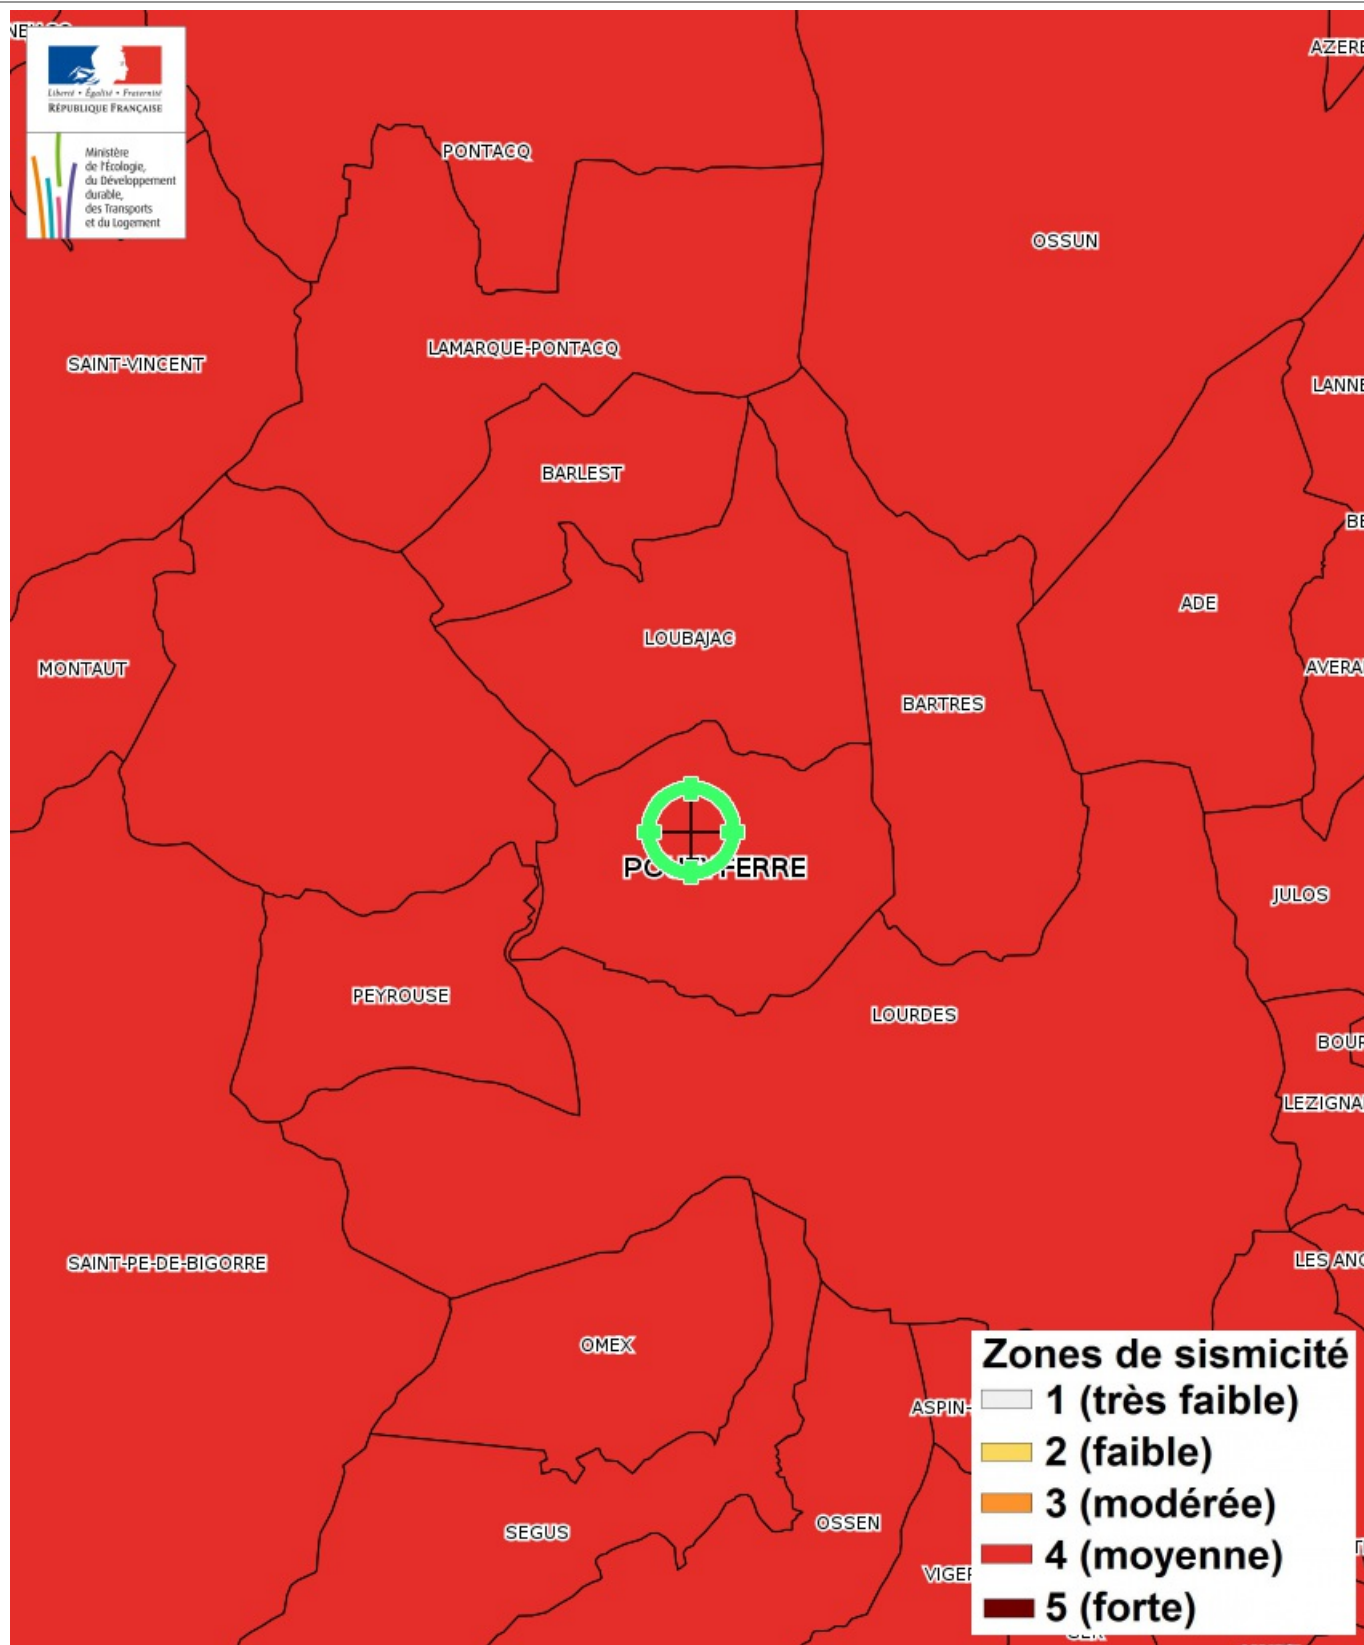 AZERE
Liberté • Égalité • Fraternité
RÉPUBLIQUE FRANÇAISE
Ministère
de l'Écologie,
du Développement
durable,
des Transports
et du Logement
PONTACQ
OSSUN
LAMARQUE-PONTACQ
SAINT-VINCENT
LANNE
BARLEST
BE
ADE
LOUBAJAC
MONTAUT
AVERA
BARTRES
JULOS
PEYROUSE
LOURDES
BOUR
LEZIGNA
SAINT-PE-DE-BIGORRE
LES ANG
OMEX
ASPIN-
SEGUS
OSSEN
VIGER
Zones de sismicité
1 (très faible)
2 (faible)
3 (modérée)
4 (moyenne)
5 (forte)